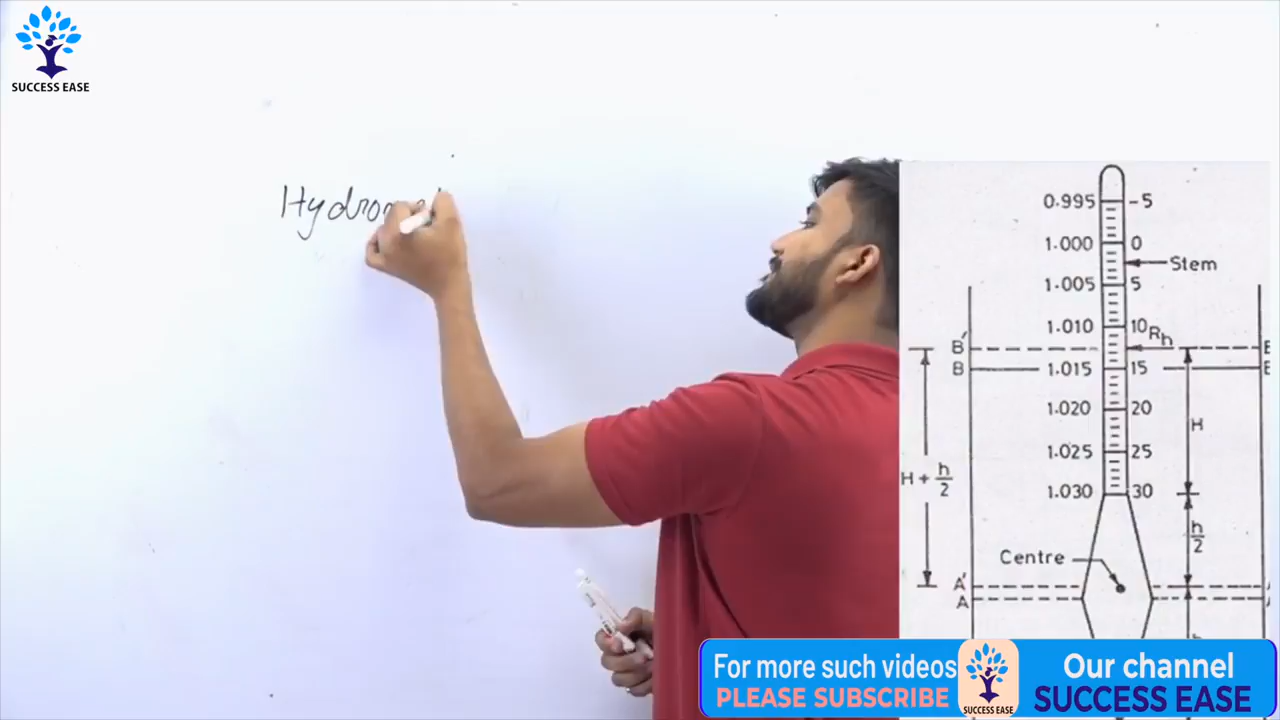 SUCCESS EASE
0.995 -5
1.000 0
Stem
1.005 5
1.010 10 Rh
B'
B 1.015 15
1.020 20
H
1.025 25
H + h/2
1.030 30
h/2
Centre
A'
A
For more such videos
PLEASE SUBSCRIBE
SUCCESS EASE
Our channel
SUCCESS EASE